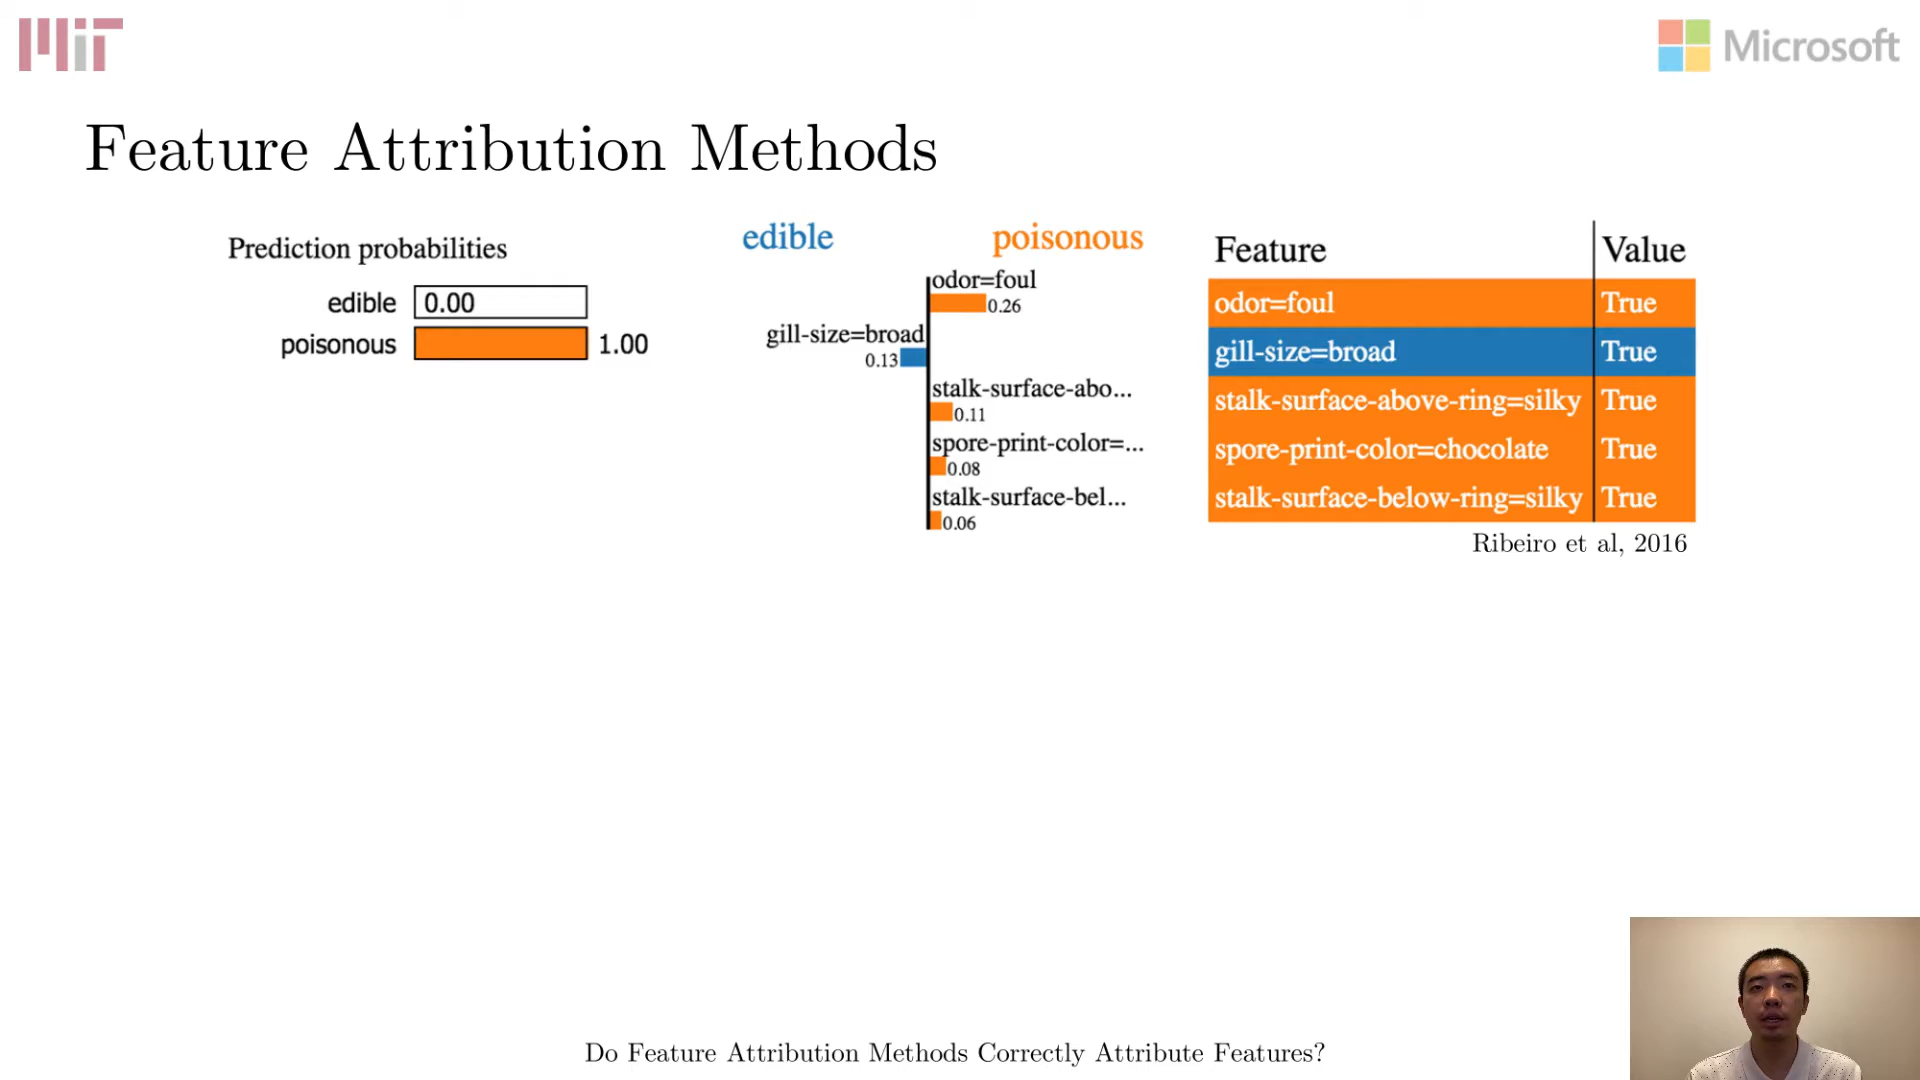 MIT
Microsoft
Feature Attribution Methods
Prediction probabilities
edible 0.00
poisonous 1.00
edible poisonous
odor=foul
0.26
gill-size=broad
0.13
stalk-surface-abo...
0.11
spore-print-color=...
0.08
stalk-surface-bel...
0.06
Feature Value
odor=foul True
gill-size=broad True
stalk-surface-above-ring=silky True
spore-print-color=chocolate True
stalk-surface-below-ring=silky True
Ribeiro et al, 2016
Do Feature Attribution Methods Correctly Attribute Features?